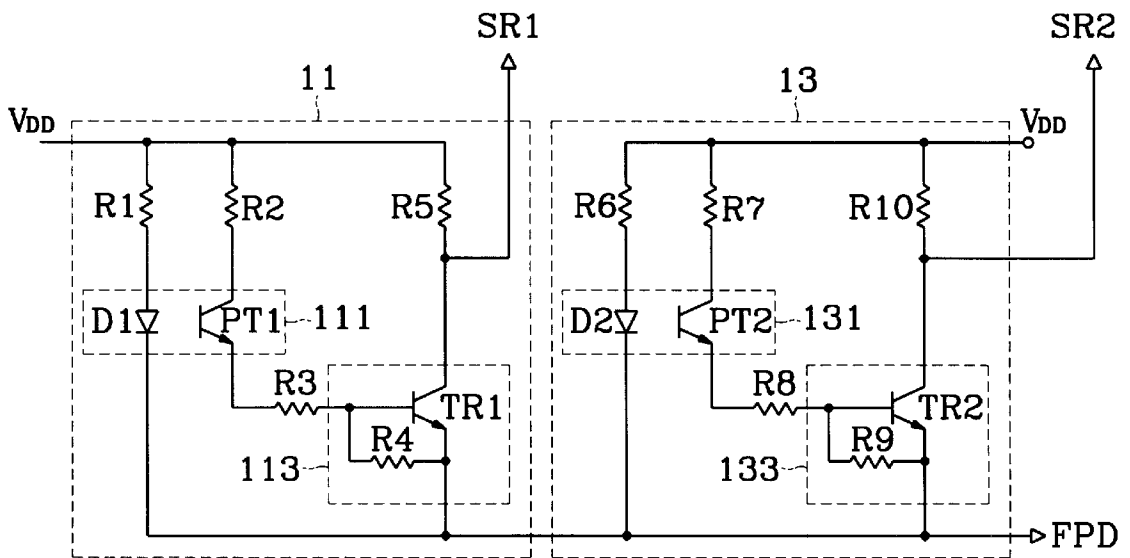 SR1 SR2
11 13
VDD VDD
R1 R2 R5 R6 R7 R10
D1 PT1 111 D2 PT2 131
R3 TR1 R8 TR2
R4 R9
113 133
FPD